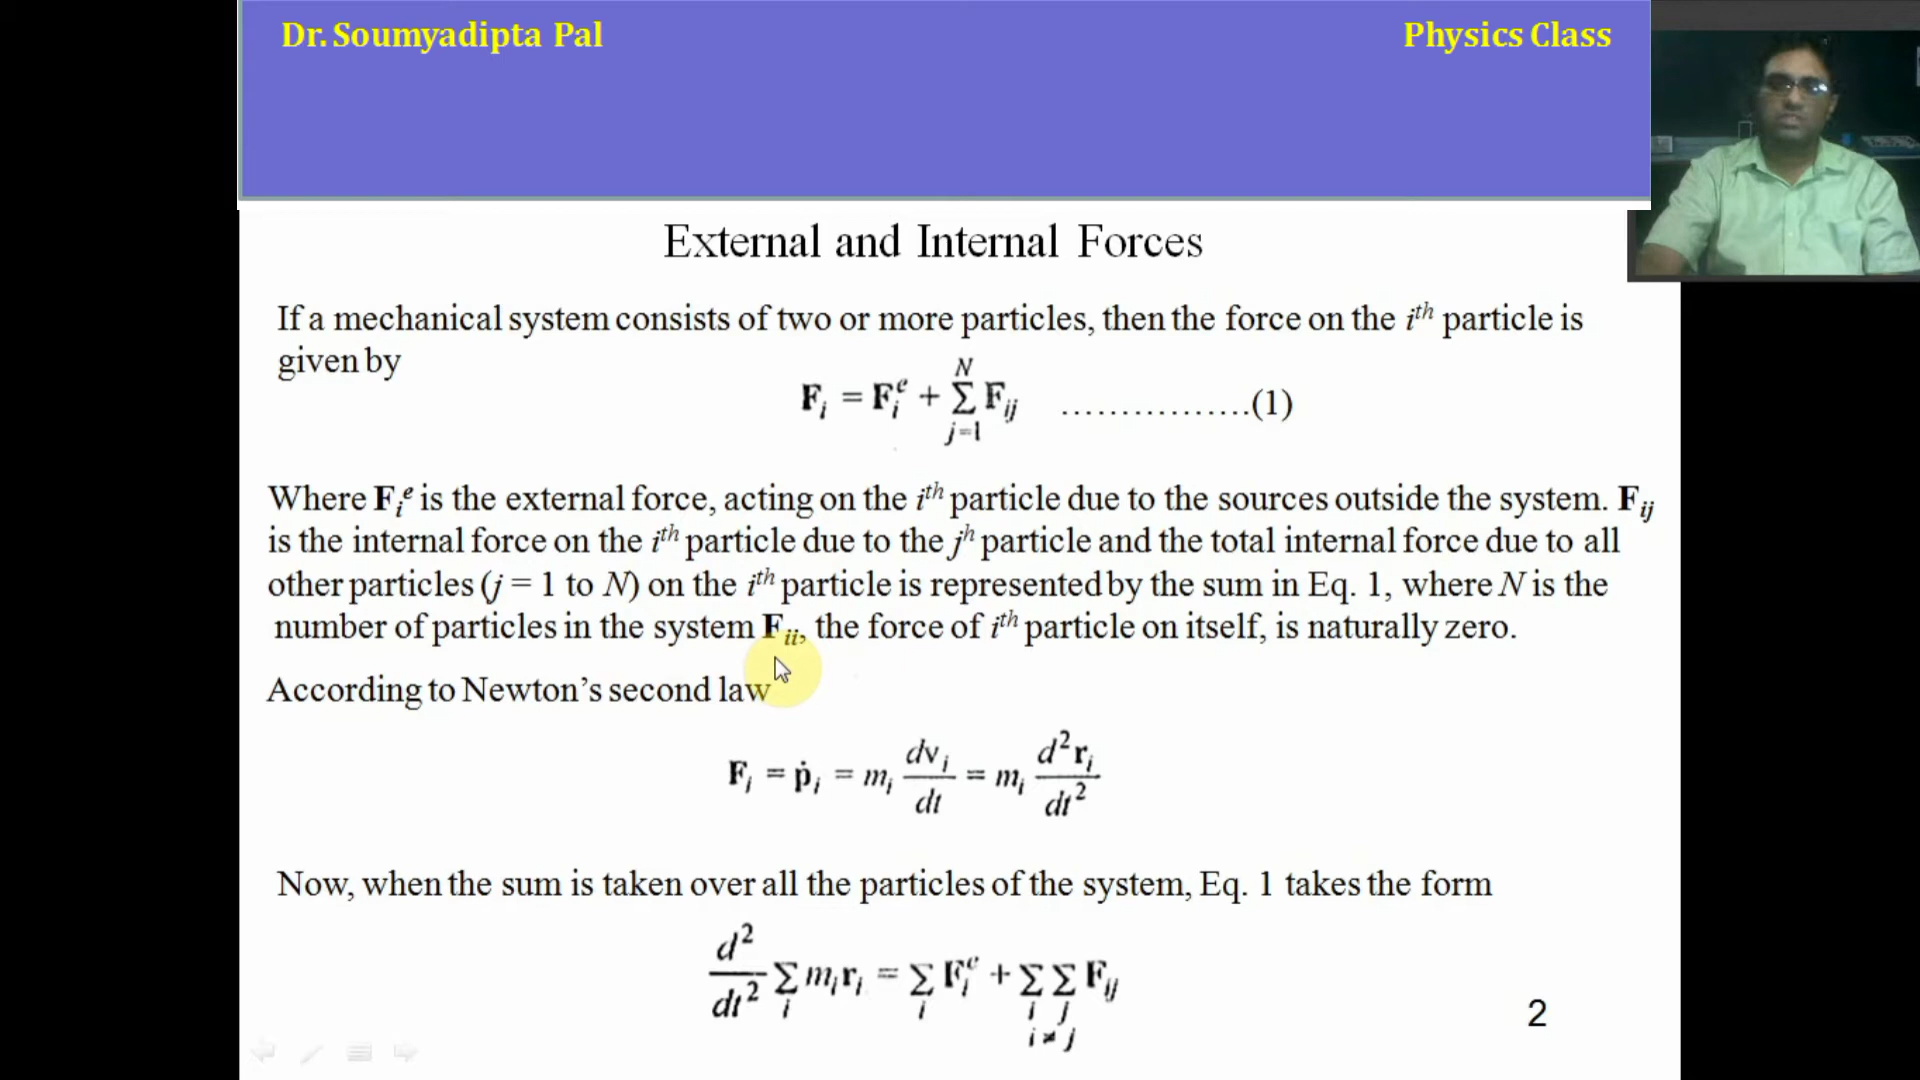 Dr. Soumyadipta Pal
Physics Class
External and Internal Forces
If a mechanical system consists of two or more particles, then the force on the i^th particle is
given by
F_i = F_i^e + \sum_{j=1}^{N} F_ij ................(1)
Where F_i^e is the external force, acting on the i^th particle due to the sources outside the system. F_ij
is the internal force on the i^th particle due to the j^h particle and the total internal force due to all
other particles (j = 1 to N) on the i^th particle is represented by the sum in Eq. 1, where N is the
number of particles in the system F_ii, the force of i^th particle on itself, is naturally zero.
According to Newton’s second law
F_i = ṗ_i = m_i dv_i/dt = m_i d²r_i/dt²
Now, when the sum is taken over all the particles of the system, Eq. 1 takes the form
d²/dt² \sum_i m_i r_i = \sum_i F_i^e + \sum_i \sum_j F_ij
i ≠ j
2